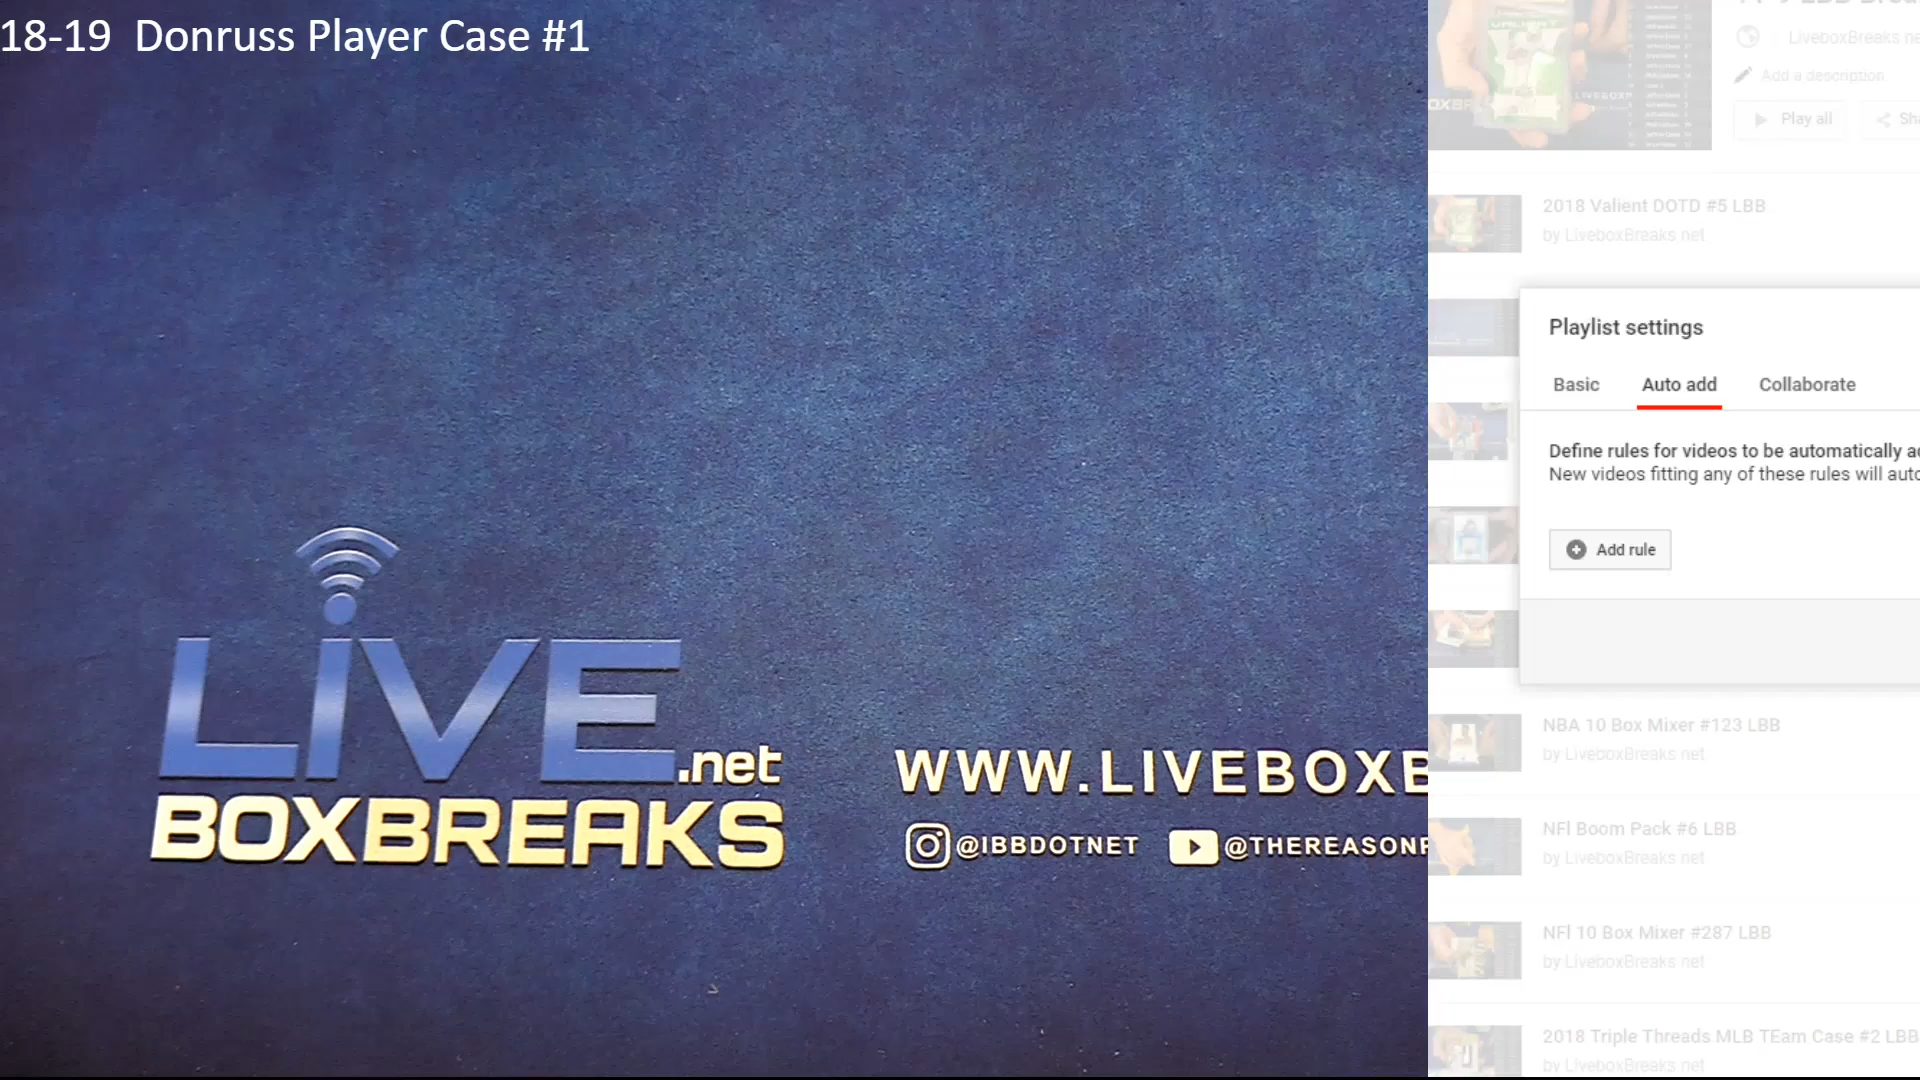 18-19 Donruss Player Case #1
LIVE.net
BOXBREAKS
WWW.LIVEBOXB
@IBBDOTNET @THEREASONF
LiveboxBreaks ne
Add a description
Play all Sha
2018 Valient DOTD #5 LBB
by LiveboxBreaks net
Playlist settings
Basic Auto add Collaborate
Define rules for videos to be automatically ad
New videos fitting any of these rules will auto
Add rule
NBA 10 Box Mixer #123 LBB
by LiveboxBreaks net
NFl Boom Pack #6 LBB
by LiveboxBreaks net
NFl 10 Box Mixer #287 LBB
by LiveboxBreaks net
2018 Triple Threads MLB TEam Case #2 LBB
by LiveboxBreaks net